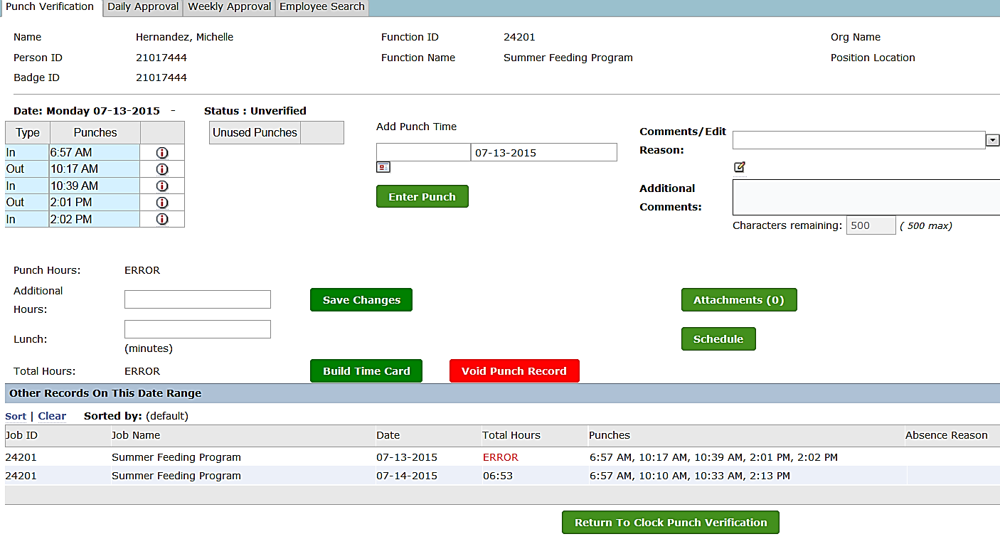 Punch Verification Daily Approval Weekly Approval Employee Search
Name Hernandez, Michelle Function ID 24201 Org Name
Person ID 21017444 Function Name Summer Feeding Program Position Location
Badge ID 21017444
Date: Monday 07-13-2015 - Status : Unverified
Type Punches Unused Punches
Add Punch Time
07-13-2015
Enter Punch
Comments/Edit
Reason:
Additional
Comments:
Characters remaining: 500 ( 500 max)
In 6:57 AM
Out 10:17 AM
In 10:39 AM
Out 2:01 PM
In 2:02 PM
Punch Hours: ERROR
Additional
Hours:
Save Changes Attachments (0)
Lunch:
(minutes)
Schedule
Total Hours: ERROR Build Time Card Void Punch Record
Other Records On This Date Range
Sort | Clear Sorted by: (default)
Job ID Job Name Date Total Hours Punches Absence Reason
24201 Summer Feeding Program 07-13-2015 ERROR 6:57 AM, 10:17 AM, 10:39 AM, 2:01 PM, 2:02 PM
24201 Summer Feeding Program 07-14-2015 06:53 6:57 AM, 10:10 AM, 10:33 AM, 2:13 PM
Return To Clock Punch Verification